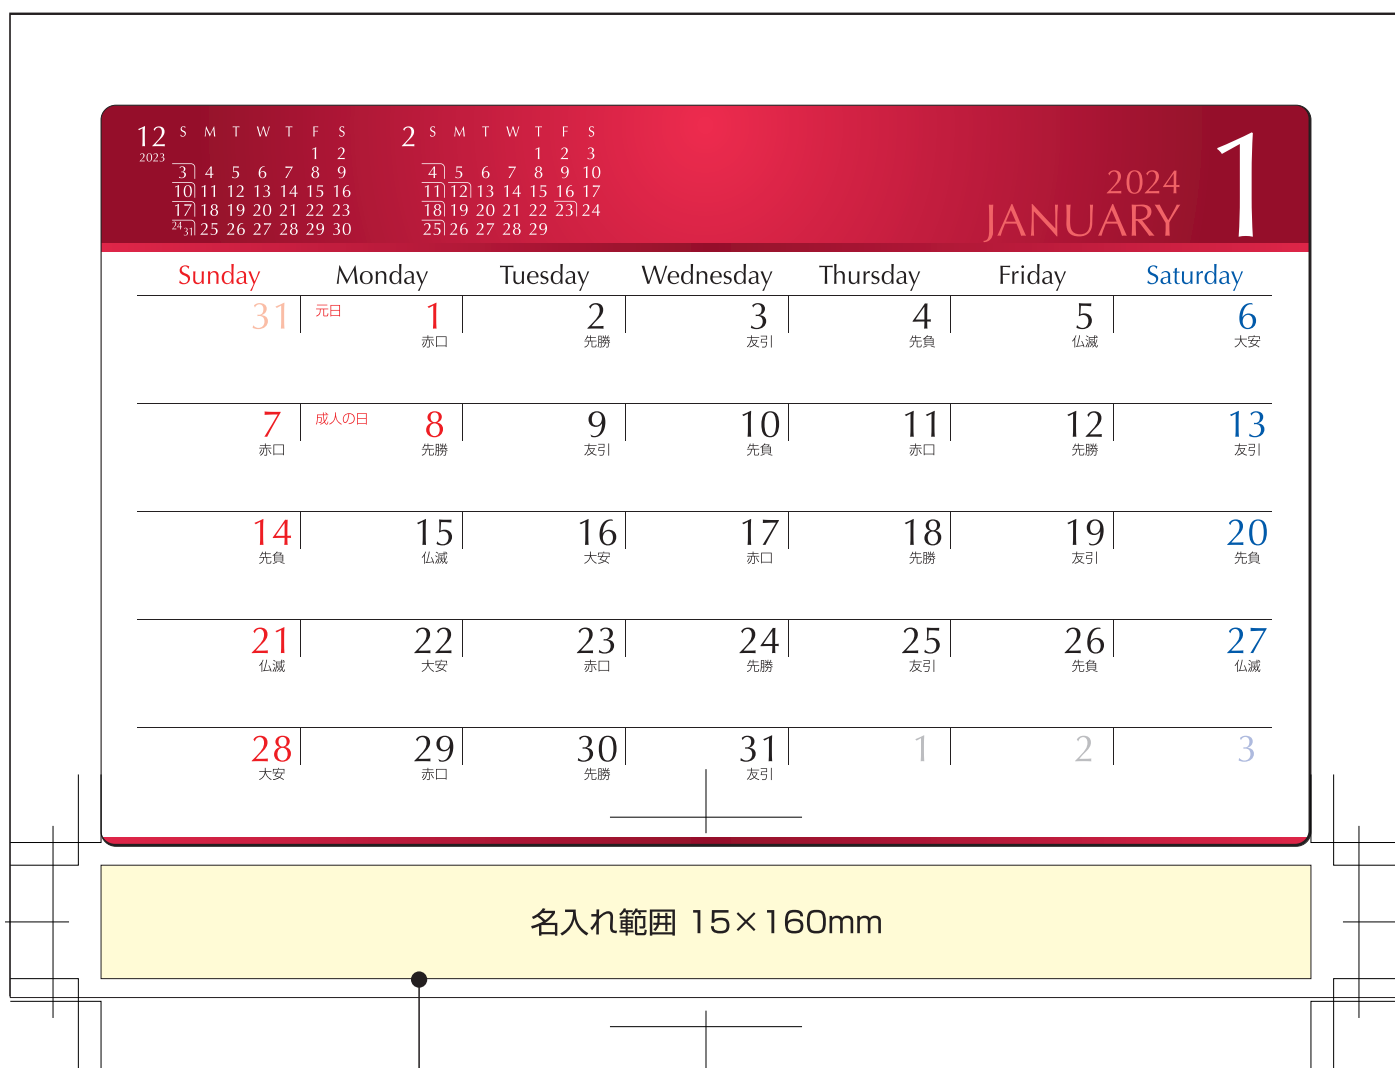 12 S M T W T F S
2023
1 2
3 4 5 6 7 8 9
10 11 12 13 14 15 16
17 18 19 20 21 22 23
24 31 25 26 27 28 29 30
2 S M T W T F S
1 2 3
4 5 6 7 8 9 10
11 12 13 14 15 16 17
18 19 20 21 22 23 24
25 26 27 28 29
2024
JANUARY
1
Sunday Monday Tuesday Wednesday Thursday Friday Saturday
31 元日 1 2 3 4 5 6
赤口 先勝 友引 先負 仏滅 大安
7 成人の日 8 9 10 11 12 13
赤口 先勝 友引 先負 赤口 先勝 友引
14 15 16 17 18 19 20
先負 仏滅 大安 赤口 先勝 友引 先負
21 22 23 24 25 26 27
仏滅 大安 赤口 先勝 友引 先負 仏滅
28 29 30 31 1 2 3
大安 赤口 先勝 友引
名入れ範囲 15×160mm